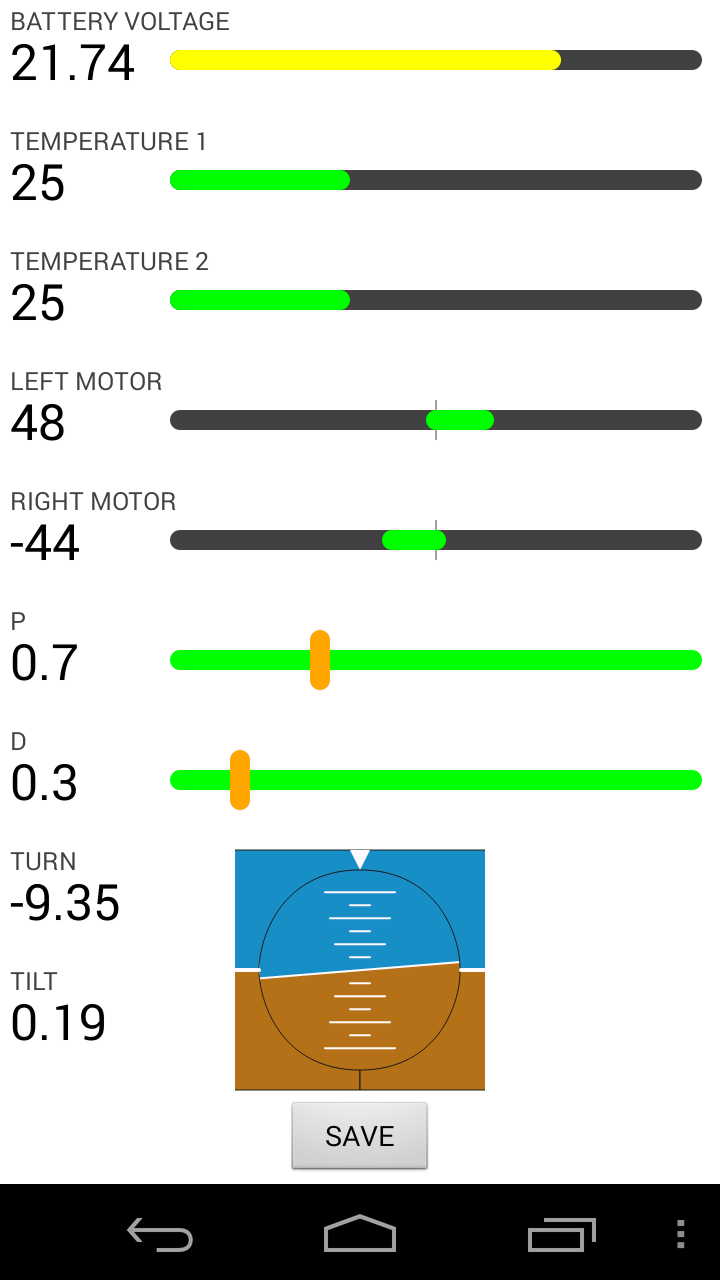 BATTERY VOLTAGE
21.74
TEMPERATURE 1
25
TEMPERATURE 2
25
LEFT MOTOR
48
RIGHT MOTOR
-44
P
0.7
D
0.3
TURN
-9.35
TILT
0.19
SAVE